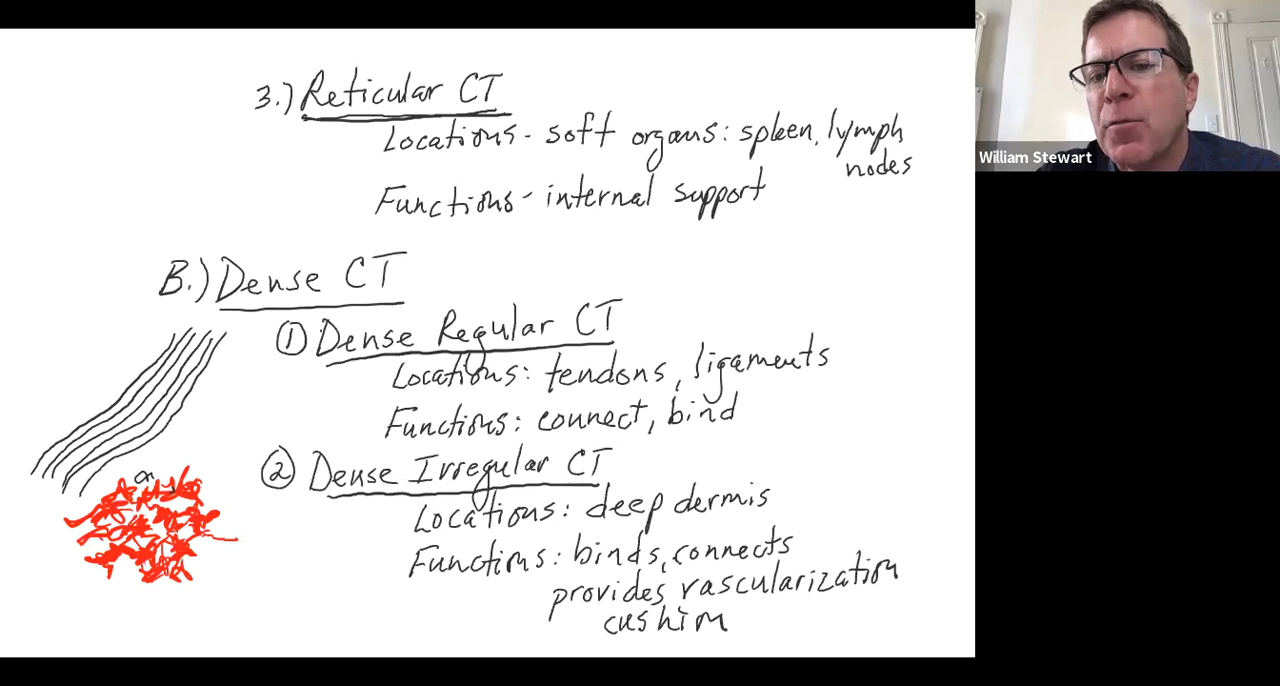 3.) Reticular CT
Locations - soft organs: spleen, lymph
nodes
Functions - internal support
B.) Dense CT
① Dense Regular CT
Locations: tendons, ligaments
Functions: connect, bind
② Dense Irregular CT
Locations: deep dermis
Functions: binds, connects
provides vascularization
cushion
William Stewart